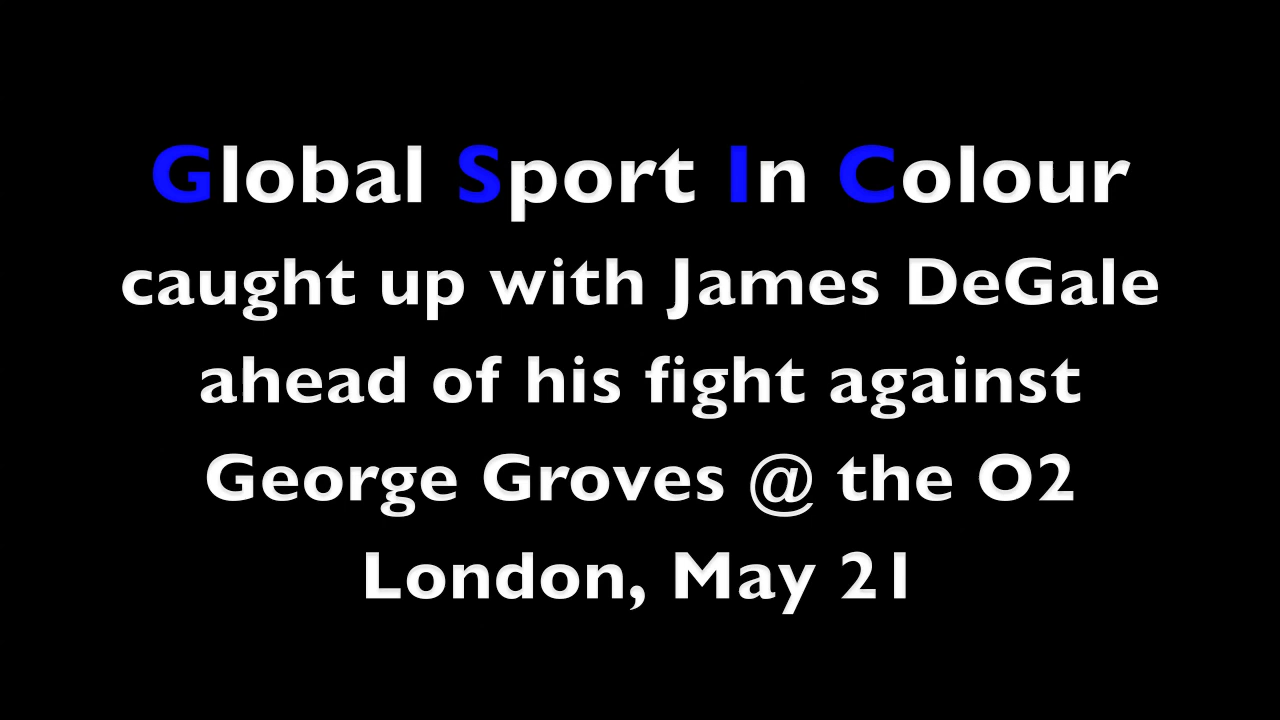 Global Sport In Colour
caught up with James DeGale
ahead of his fight against
George Groves @ the O2
London, May 21